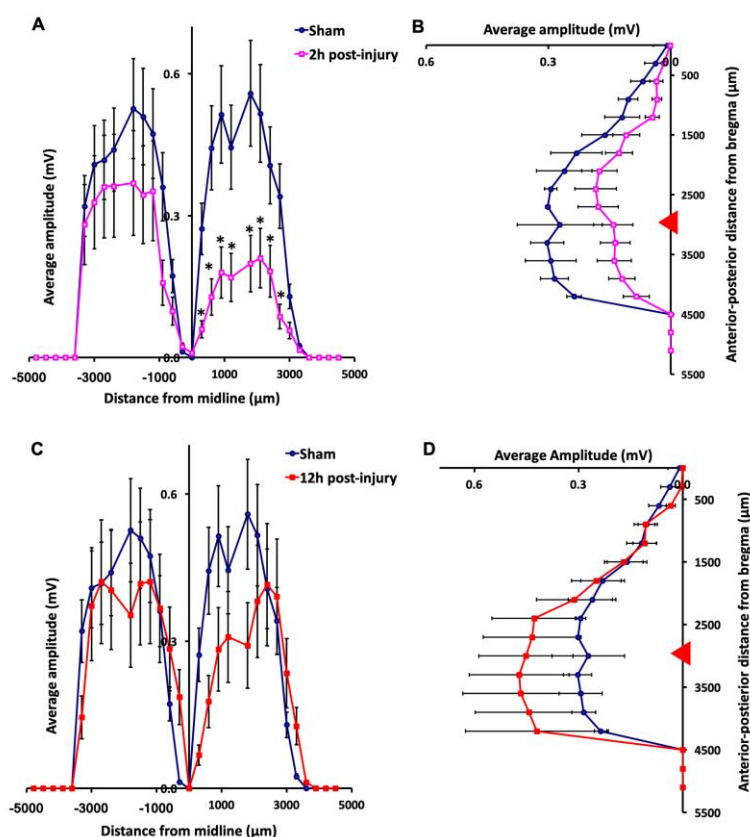 A
Sham
2h post-injury
0.6
0.3
0.0
Average amplitude (mV)
* * * * * * * *
-5000 -3000 -1000 1000 3000 5000
Distance from midline (µm)
B
Average amplitude (mV)
0.6 0.3 0.0
500
1500
2500
3500
4500
5500
Anterior-posterior distance from bregma (µm)
C
Sham
12h post-injury
0.6
0.3
0.0
Average amplitude (mV)
-5000 -3000 -1000 1000 3000 5000
Distance from midline (µm)
D
Average Amplitude (mV)
0.6 0.3 0.0
500
1500
2500
3500
4500
5500
Anterior-postierior distance from bregma (µm)